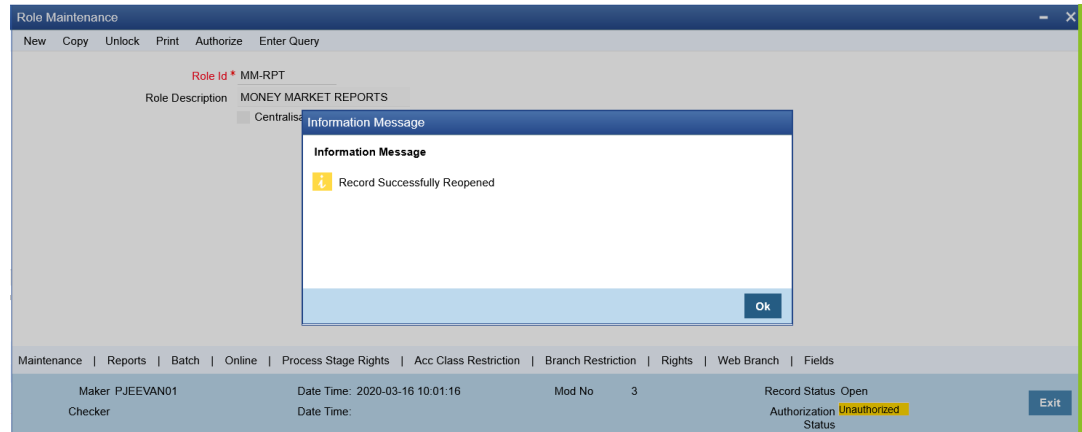 Role Maintenance
New Copy Unlock Print Authorize Enter Query
Role Id * MM-RPT
Role Description MONEY MARKET REPORTS
Centralisa
Information Message
Information Message
Record Successfully Reopened
Ok
Maintenance | Reports | Batch | Online | Process Stage Rights | Acc Class Restriction | Branch Restriction | Rights | Web Branch | Fields
Maker PJEEVAN01 Date Time: 2020-03-16 10:01:16 Mod No 3 Record Status Open
Checker Date Time: Authorization Unauthorized
Status
Exit